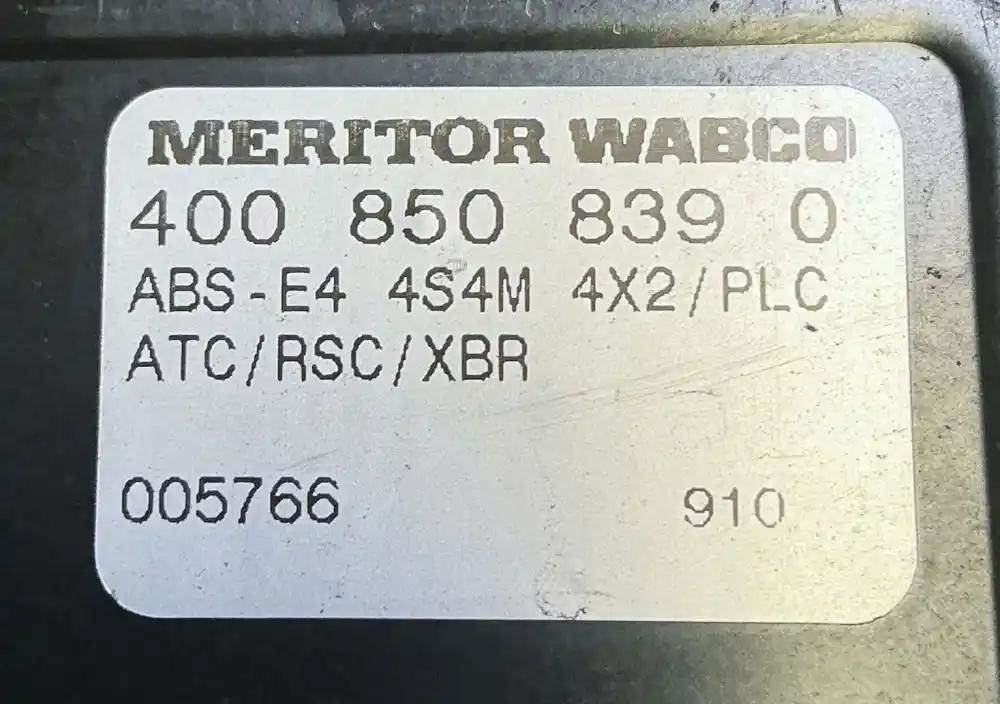 MERITOR WABCO
400 850 839 0
ABS-E4 4S4M 4X2/PLC
ATC/RSC/XBR
005766 910